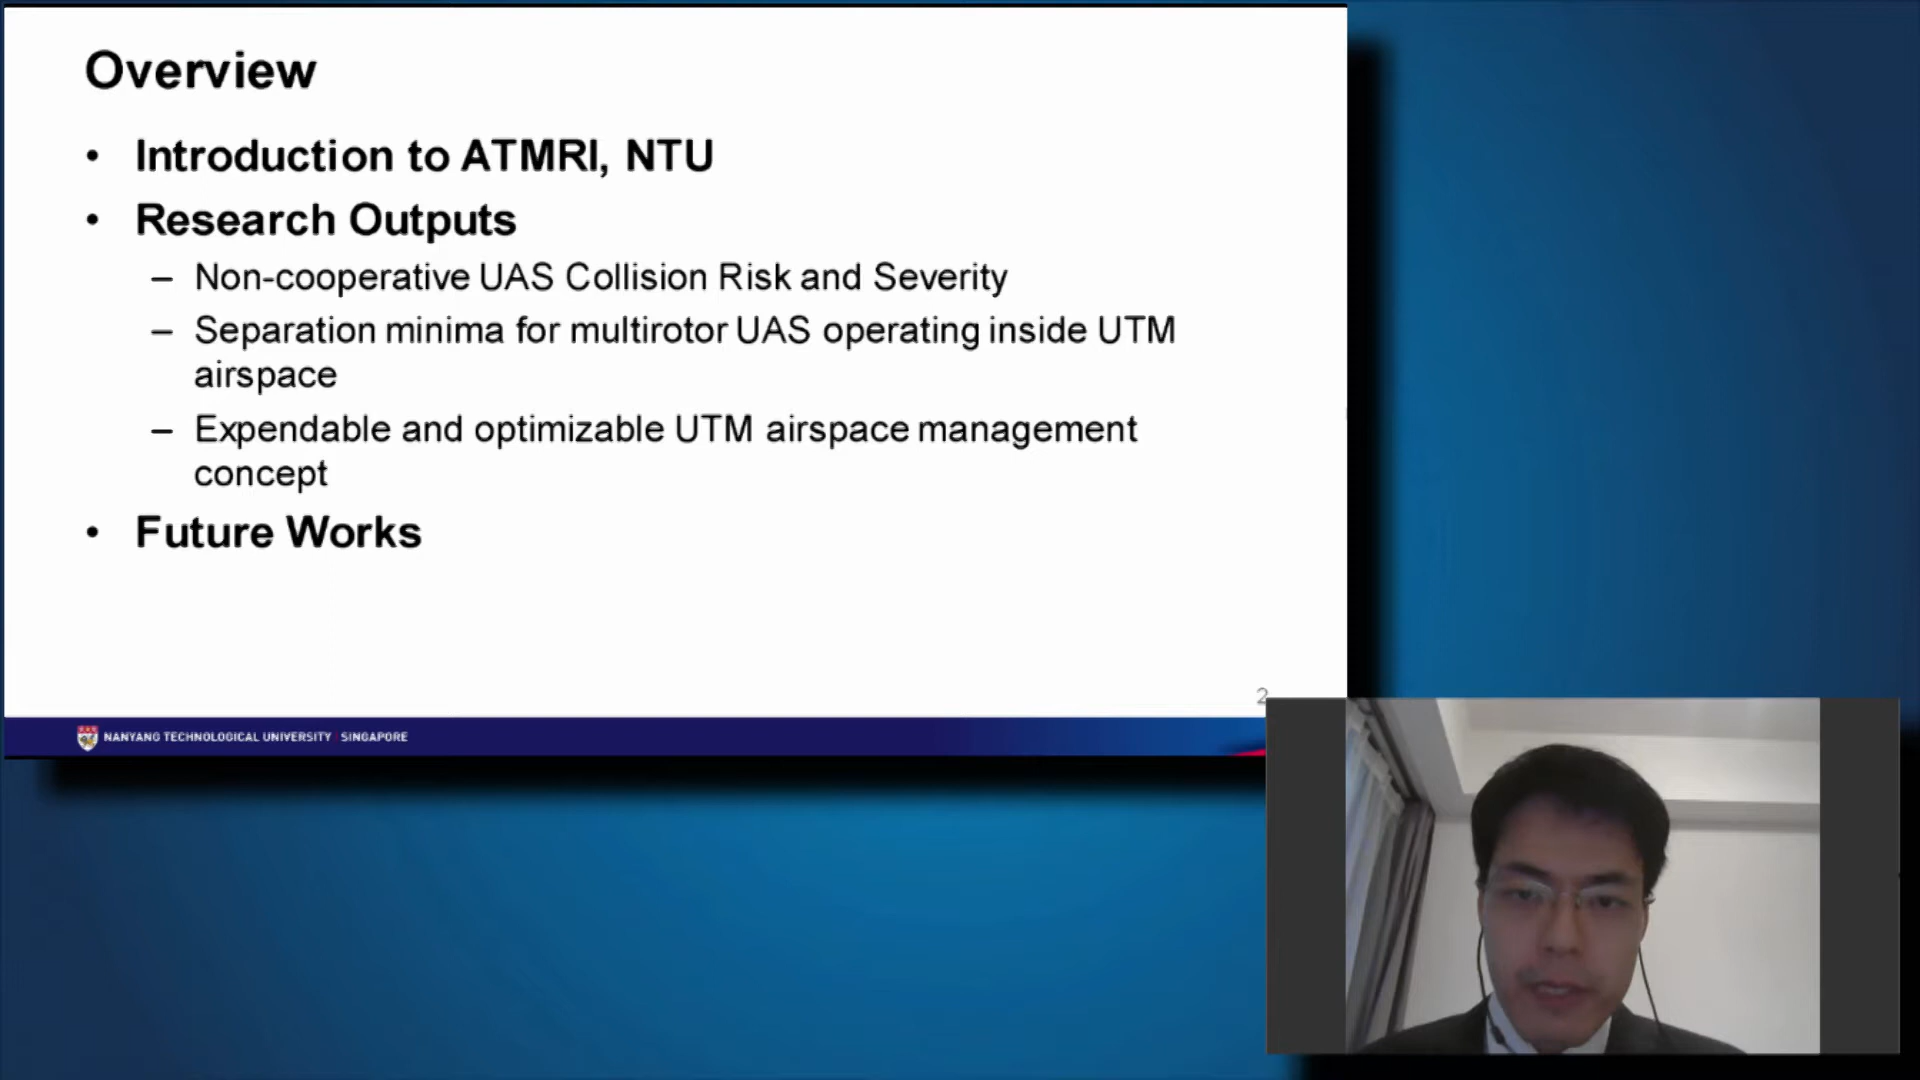 Overview
• Introduction to ATMRI, NTU
• Research Outputs
– Non-cooperative UAS Collision Risk and Severity
– Separation minima for multirotor UAS operating inside UTM
airspace
– Expendable and optimizable UTM airspace management
concept
• Future Works
2
NANYANG TECHNOLOGICAL UNIVERSITY | SINGAPORE